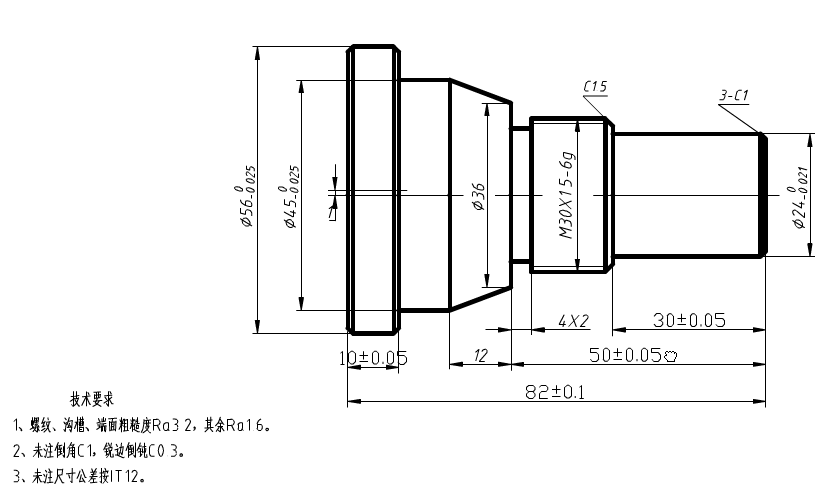 C15
3-C1
Φ56 0 -0.025
Φ45 0 -0.025
1
Φ36
M30X15-6g
Φ24 0 -0.021
4X2
30±0.05
10±0.05
12
50±0.05
82±0.1
技术要求
1、螺纹、沟槽、端面粗糙度Ra3 2，其余Ra1 6。
2、未注倒角C1，锐边倒钝C0 3。
3、未注尺寸公差按IT12。